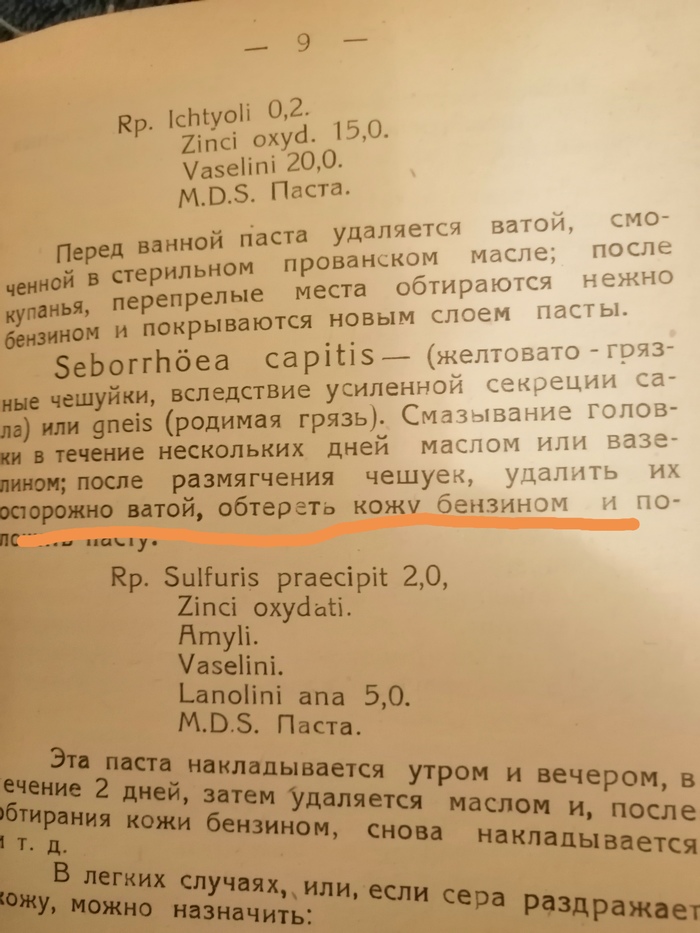 — 9 —
Rp. Ichtyoli 0,2.
Zinci oxyd. 15,0.
Vaselini 20,0.
M.D.S. Паста.
Перед ванной паста удаляется ватой, смо-
ченной в стерильном прованском масле; после
купанья, перепрелые места обтираются нежно
бензином и покрываются новым слоем пасты.
Seborrhöea capitis — (желтовато - гряз-
ные чешуйки, вследствие усиленной секреции са-
ла) или gneis (родимая грязь). Смазывание голов-
ки в течение нескольких дней маслом или вазе-
лином; после размягчения чешуек, удалить их
осторожно ватой, обтереть кожу бензином и по-
ложить пасту.
Rp. Sulfuris praecipit 2,0,
Zinci oxydati.
Amyli.
Vaselini.
Lanolini ana 5,0.
M.D.S. Паста.
Эта паста накладывается утром и вечером, в
ечение 2 дней, затем удаляется маслом и, после
обтирания кожи бензином, снова накладывается
и т. д.
В легких случаях, или, если сера раздражает
кожу, можно назначить: